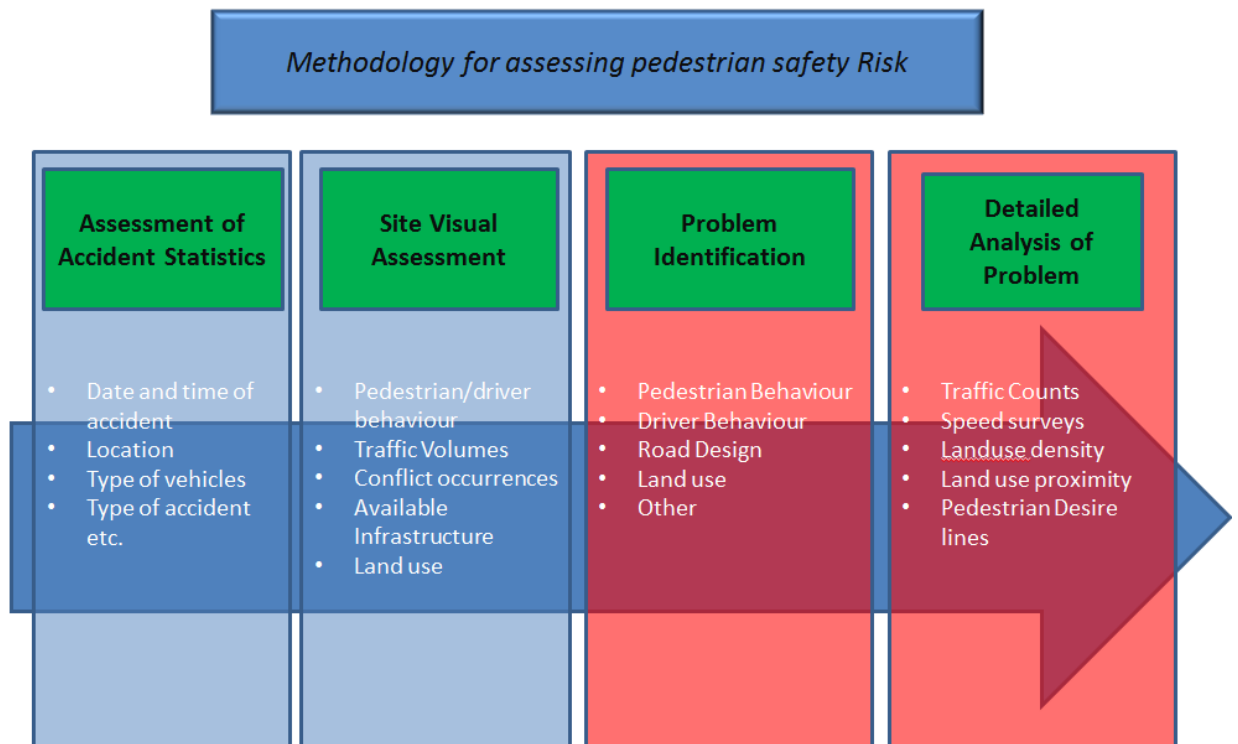 Methodology for assessing pedestrian safety Risk
Assessment of
Accident Statistics
• Date and time of
accident
• Location
• Type of vehicles
• Type of accident
etc.
Site Visual
Assessment
• Pedestrian/driver
behaviour
• Traffic Volumes
• Conflict occurrences
• Available
Infrastructure
• Land use
Problem
Identification
• Pedestrian Behaviour
• Driver Behaviour
• Road Design
• Land use
• Other
Detailed
Analysis of
Problem
• Traffic Counts
• Speed surveys
• Landuse density
• Land use proximity
• Pedestrian Desire
lines